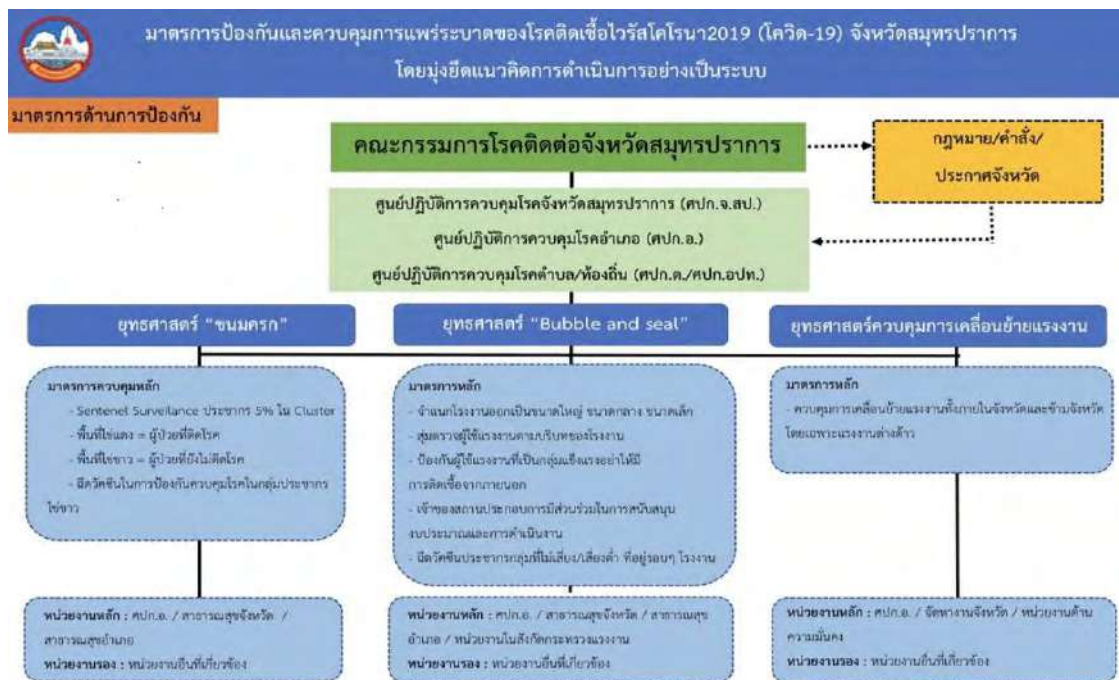 มาตรการป้องกันและควบคุมการแพร่ระบาดของโรคติดเชื้อไวรัสโคโรนา2019 (โควิด-19) จังหวัดสมุทรปราการ
โดยมุ่งยึดแนวคิดการดำเนินการอย่างเป็นระบบ
มาตรการด้านการป้องกัน
คณะกรรมการโรคติดต่อจังหวัดสมุทรปราการ
กฎหมาย/คำสั่ง/
ประกาศจังหวัด
ศูนย์ปฏิบัติการควบคุมโรคจังหวัดสมุทรปราการ (ศปก.จ.สป.)
ศูนย์ปฏิบัติการควบคุมโรคอำเภอ (ศปก.อ.)
ศูนย์ปฏิบัติการควบคุมโรคตำบล/ท้องถิ่น (ศปก.ต./ศปก.อปท.)
ยุทธศาสตร์ "ขนมครก"
มาตรการควบคุมหลัก
- Sentenel Surveilance ประชากร 5% ใน Cluster
- พื้นที่ไข่แดง = ผู้ป่วยที่ติดโรค
- พื้นที่ไข่ขาว = ผู้ป่วยที่ยังไม่ติดโรค
- ฉีดวัคซีนในการป้องกันควบคุมโรคในกลุ่มประชากร
ไข่ขาว
หน่วยงานหลัก : ศปก.อ. / สาธารณสุขจังหวัด /
สาธารณสุขอำเภอ
หน่วยงานรอง : หน่วยงานอื่นที่เกี่ยวข้อง
ยุทธศาสตร์ "Bubble and seal"
มาตรการหลัก
- จำแนกโรงงานออกเป็นขนาดใหญ่ ขนาดกลาง ขนาดเล็ก
- สุ่มตรวจผู้ใช้แรงงานตามบริบทของโรงงาน
- ป้องกันผู้ใช้แรงงานที่เป็นกลุ่มแข็งแรงอย่าให้มี
การติดเชื้อจากภายนอก
- เจ้าของสถานประกอบการมีส่วนร่วมในการสนับสนุน
งบประมาณและการดำเนินงาน
- ฉีดวัคซีนประชากรกลุ่มที่ไม่เสี่ยง/เสี่ยงต่ำ ที่อยู่รอบๆ โรงงาน
หน่วยงานหลัก : ศปก.อ. / สาธารณสุขจังหวัด / สาธารณสุข
อำเภอ / หน่วยงานในสังกัดกระทรวงแรงงาน
หน่วยงานรอง : หน่วยงานอื่นที่เกี่ยวข้อง
ยุทธศาสตร์ควบคุมการเคลื่อนย้ายแรงงาน
มาตรการหลัก
- ควบคุมการเคลื่อนย้ายแรงงานทั้งภายในจังหวัดและข้ามจังหวัด
โดยเฉพาะแรงงานต่างด้าว
หน่วยงานหลัก : ศปก.อ. / จัดหางานจังหวัด / หน่วยงานด้าน
ความมั่นคง
หน่วยงานรอง : หน่วยงานอื่นที่เกี่ยวข้อง